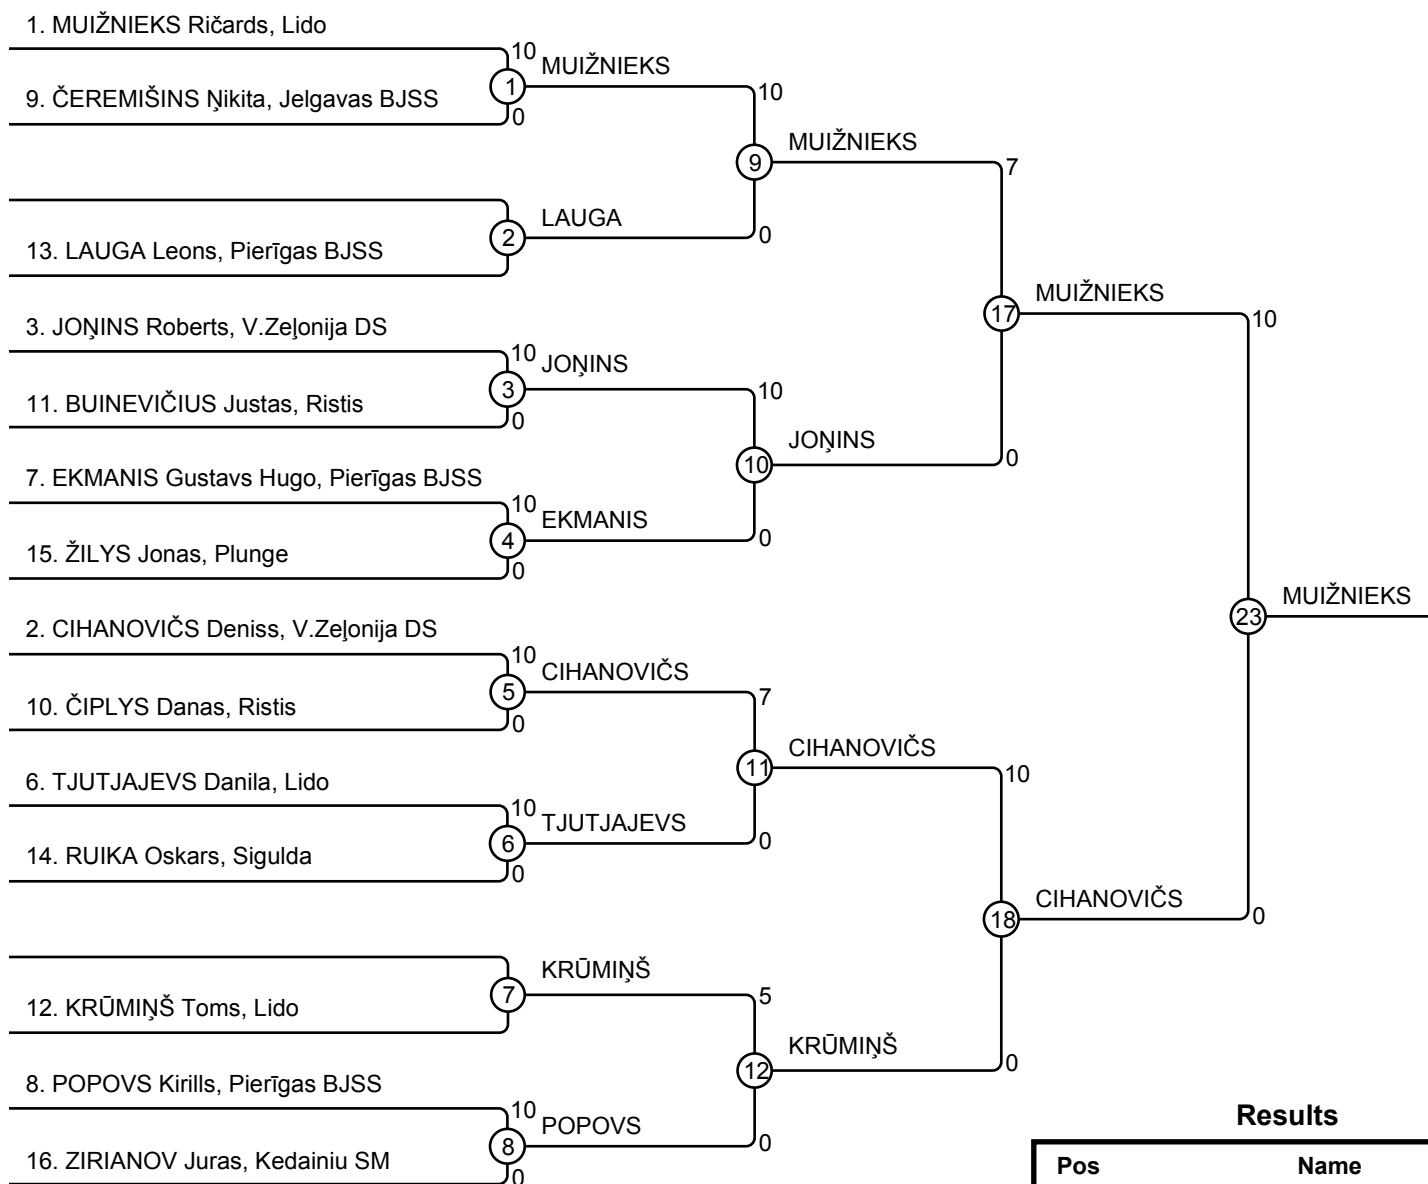 1. MUIŽNIEKS Ričards, Lido
10
MUIŽNIEKS
1
9. ČEREMIŠINS Ņikita, Jelgavas BJSS
0
10
MUIŽNIEKS
9
7
LAUGA
2
0
13. LAUGA Leons, Pierīgas BJSS
MUIŽNIEKS
17
10
3. JOŅINS Roberts, V.Zeļonija DS
10
JOŅINS
3
10
11. BUINEVIČIUS Justas, Ristis
0
JOŅINS
10
0
7. EKMANIS Gustavs Hugo, Pierīgas BJSS
10
EKMANIS
4
0
15. ŽILYS Jonas, Plunge
0
MUIŽNIEKS
23
2. CIHANOVIČS Deniss, V.Zeļonija DS
10
CIHANOVIČS
5
7
10. ČIPLYS Danas, Ristis
0
CIHANOVIČS
11
10
6. TJUTJAJEVS Danila, Lido
10
TJUTJAJEVS
6
0
14. RUIKA Oskars, Sigulda
0
CIHANOVIČS
18
0
KRŪMIŅŠ
7
5
12. KRŪMIŅŠ Toms, Lido
KRŪMIŅŠ
12
0
8. POPOVS Kirills, Pierīgas BJSS
10
POPOVS
8
0
16. ZIRIANOV Juras, Kedainiu SM
0
Results
Pos Name